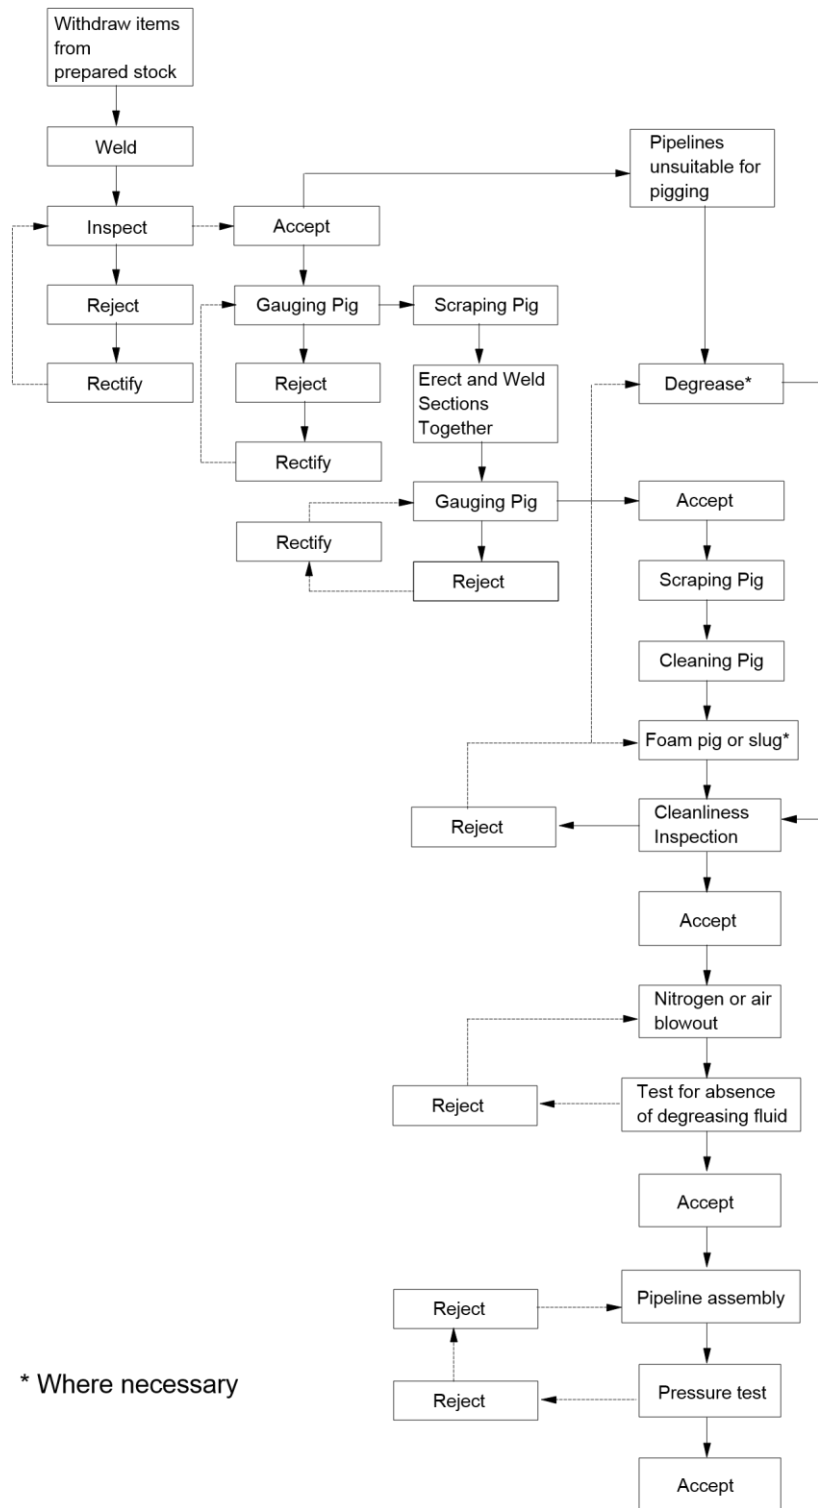 Withdraw items
from
prepared stock
Weld
Pipelines
unsuitable for
pigging
Inspect
Accept
Reject
Gauging Pig
Scraping Pig
Rectify
Reject
Erect and Weld
Sections
Together
Degrease*
Rectify
Gauging Pig
Accept
Rectify
Reject
Scraping Pig
Cleaning Pig
Foam pig or slug*
Reject
Cleanliness
Inspection
Accept
Nitrogen or air
blowout
Reject
Test for absence
of degreasing fluid
Accept
Reject
Pipeline assembly
* Where necessary
Reject
Pressure test
Accept